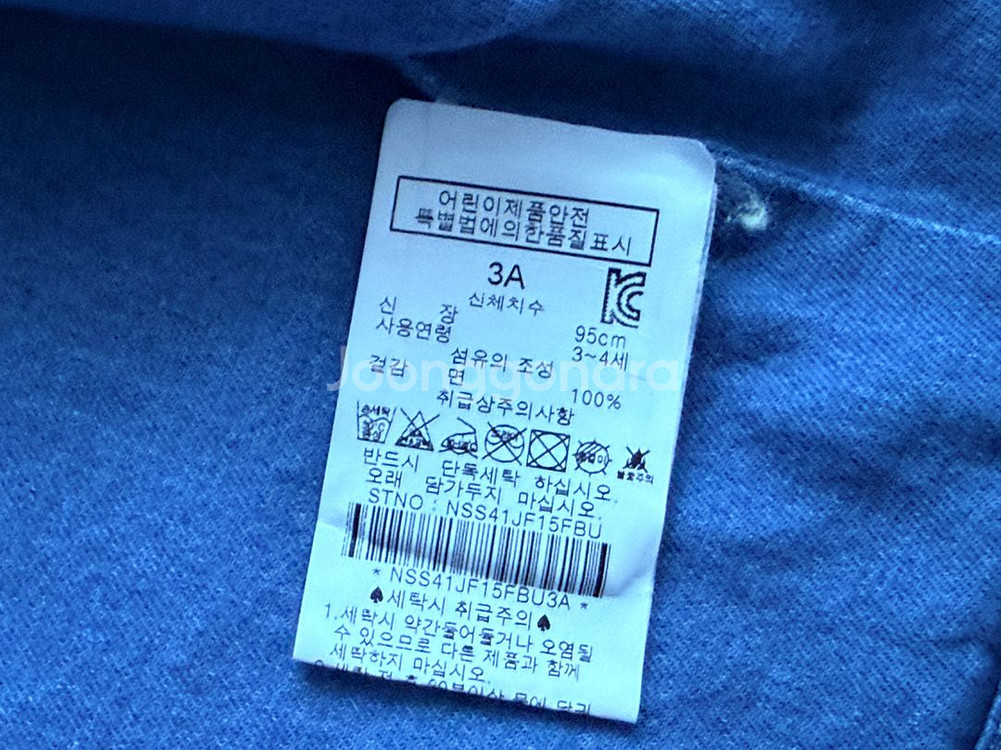 어린이제품안전
특별법에의한품질표시
3A
신체치수
신 장 95cm
사용연령 3~4세
섬유의 조성
겉감 면 100%
취급상주의사항
반드시 단독세탁 하십시오.
오래 담가두지 마십시오.
STNO : NSS41JF15FBU
* NSS41JF15FBU3A *
♠세탁시 취급주의♠
1.세탁시 약간물어들거나 오염될
수 있으므로 다른 제품과 함께
세탁하지 마십시오.
Joonggonara